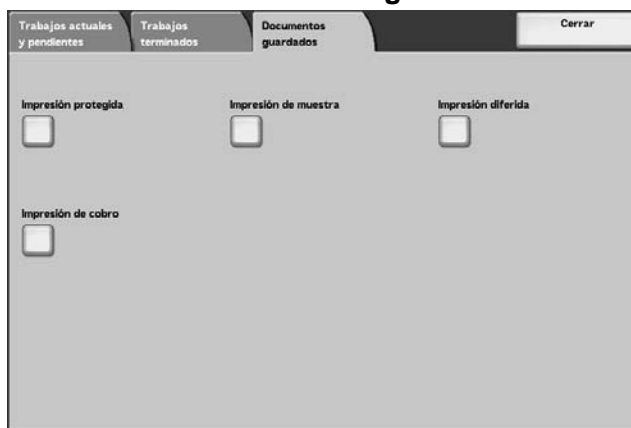 Trabajos actuales
y pendientes
Trabajos
terminados
Documentos
guardados
Cerrar
Impresión protegida
Impresión de muestra
Impresión diferida
Impresión de cobro